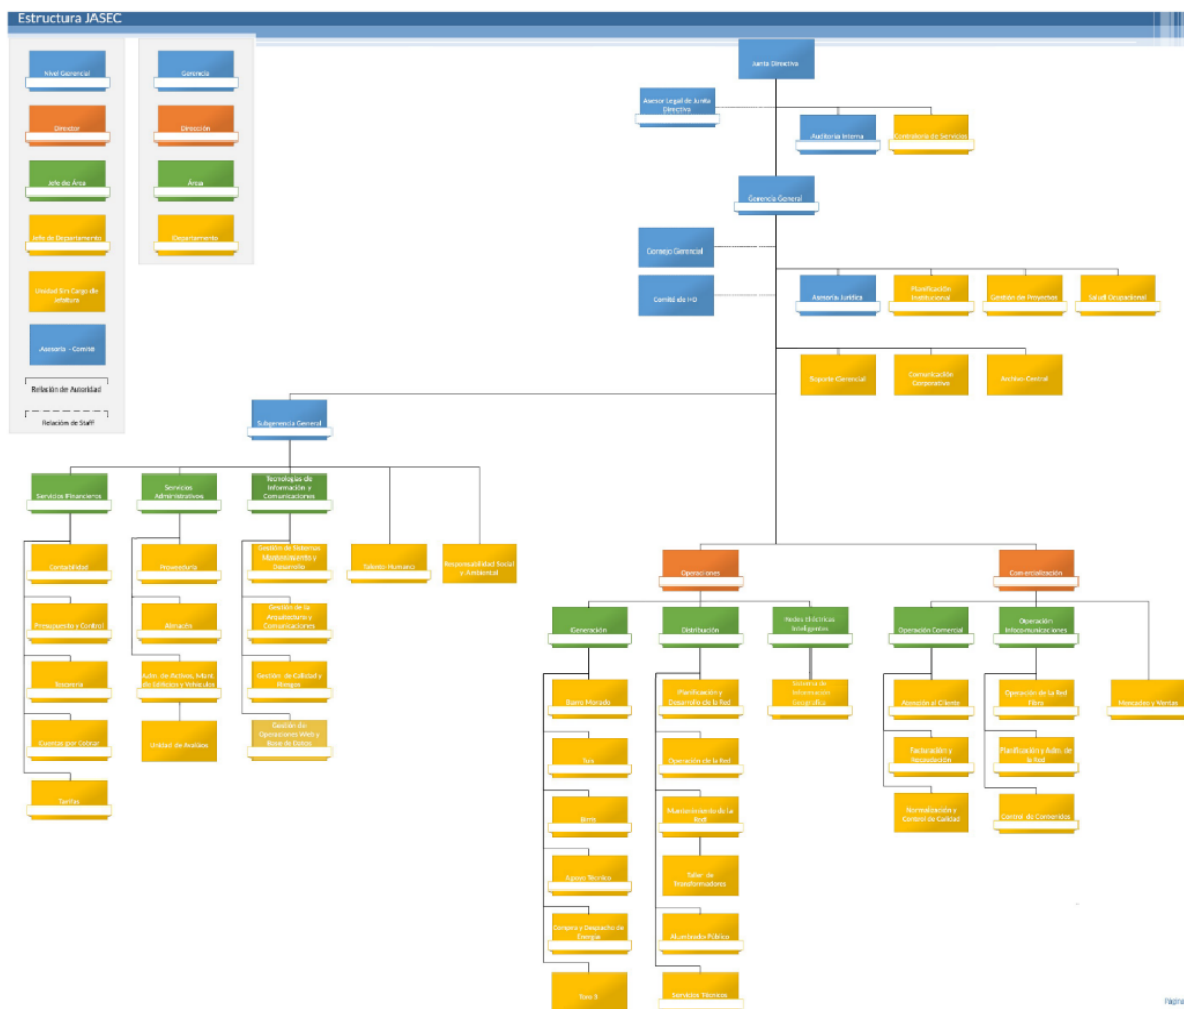 Estructura JASEC
Nivel Gerencial
Gerencia
Director
Dirección
Jefe de Área
Área
Jefe de Departamento
Departamento
Unidad Sin Cargo de
Jefatura
Asesoría - Comité
Relación de Autoridad
Relación de Staff
Junta Directiva
Asesor Legal de Junta
Directiva
Auditoría Interna
Contraloría de Servicios
Gerencia General
Consejo Gerencial
Comité de I+D
Asesoría Jurídica
Planificación
Institucional
Gestión de Proyectos
Salud Ocupacional
Soporte Gerencial
Comunicación
Corporativa
Archivo Central
Subgerencia General
Servicios Financieros
Servicios
Administrativos
Tecnologías de
Información y
Comunicaciones
Contabilidad
Proveeduría
Gestión de Sistemas
Mantenimiento y
Desarrollo
Talento Humano
Responsabilidad Social
y Ambiental
Presupuesto y Control
Almacén
Gestión de la
Arquitectura y
Comunicaciones
Tesorería
Adm. de Activos, Mant.
de Edificios y Vehículos
Gestión de Calidad y
Riesgos
Cuentas por Cobrar
Unidad de Avalúos
Gestión de
Operaciones Web y
Base de Datos
Tarifas
Operaciones
Comercialización
Generación
Distribución
Redes Eléctricas
Inteligentes
Operación Comercial
Operación
Infocomunicaciones
Barro Morado
Planificación y
Desarrollo de la Red
Sistema de
Información
Geográfica
Atención al Cliente
Operación de la Red
Fibra
Mercadeo y Ventas
Tuis
Operación de la Red
Facturación y
Recaudación
Planificación y Adm. de
la Red
Birrís
Mantenimiento de la
Red
Normalización y
Control de Calidad
Control de Contenidos
Apoyo Técnico
Taller de
Transformadores
Compra y Despacho de
Energía
Alumbrado Público
Toro 3
Servicios Técnicos
Página